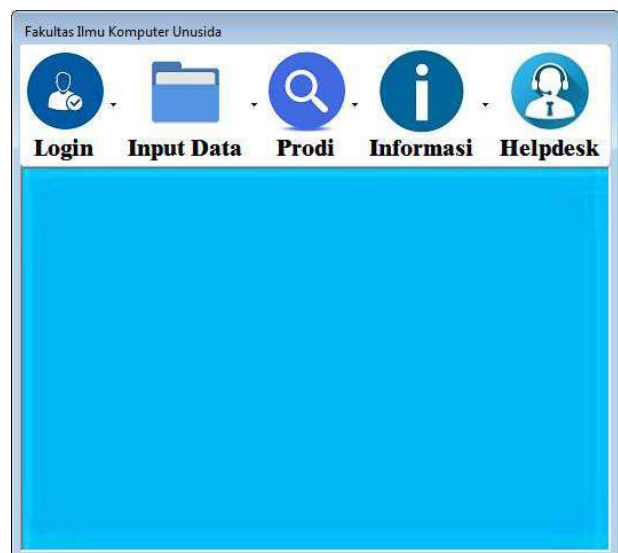 Fakultas Ilmu Komputer Unusida
Login Input Data Prodi Informasi Helpdesk